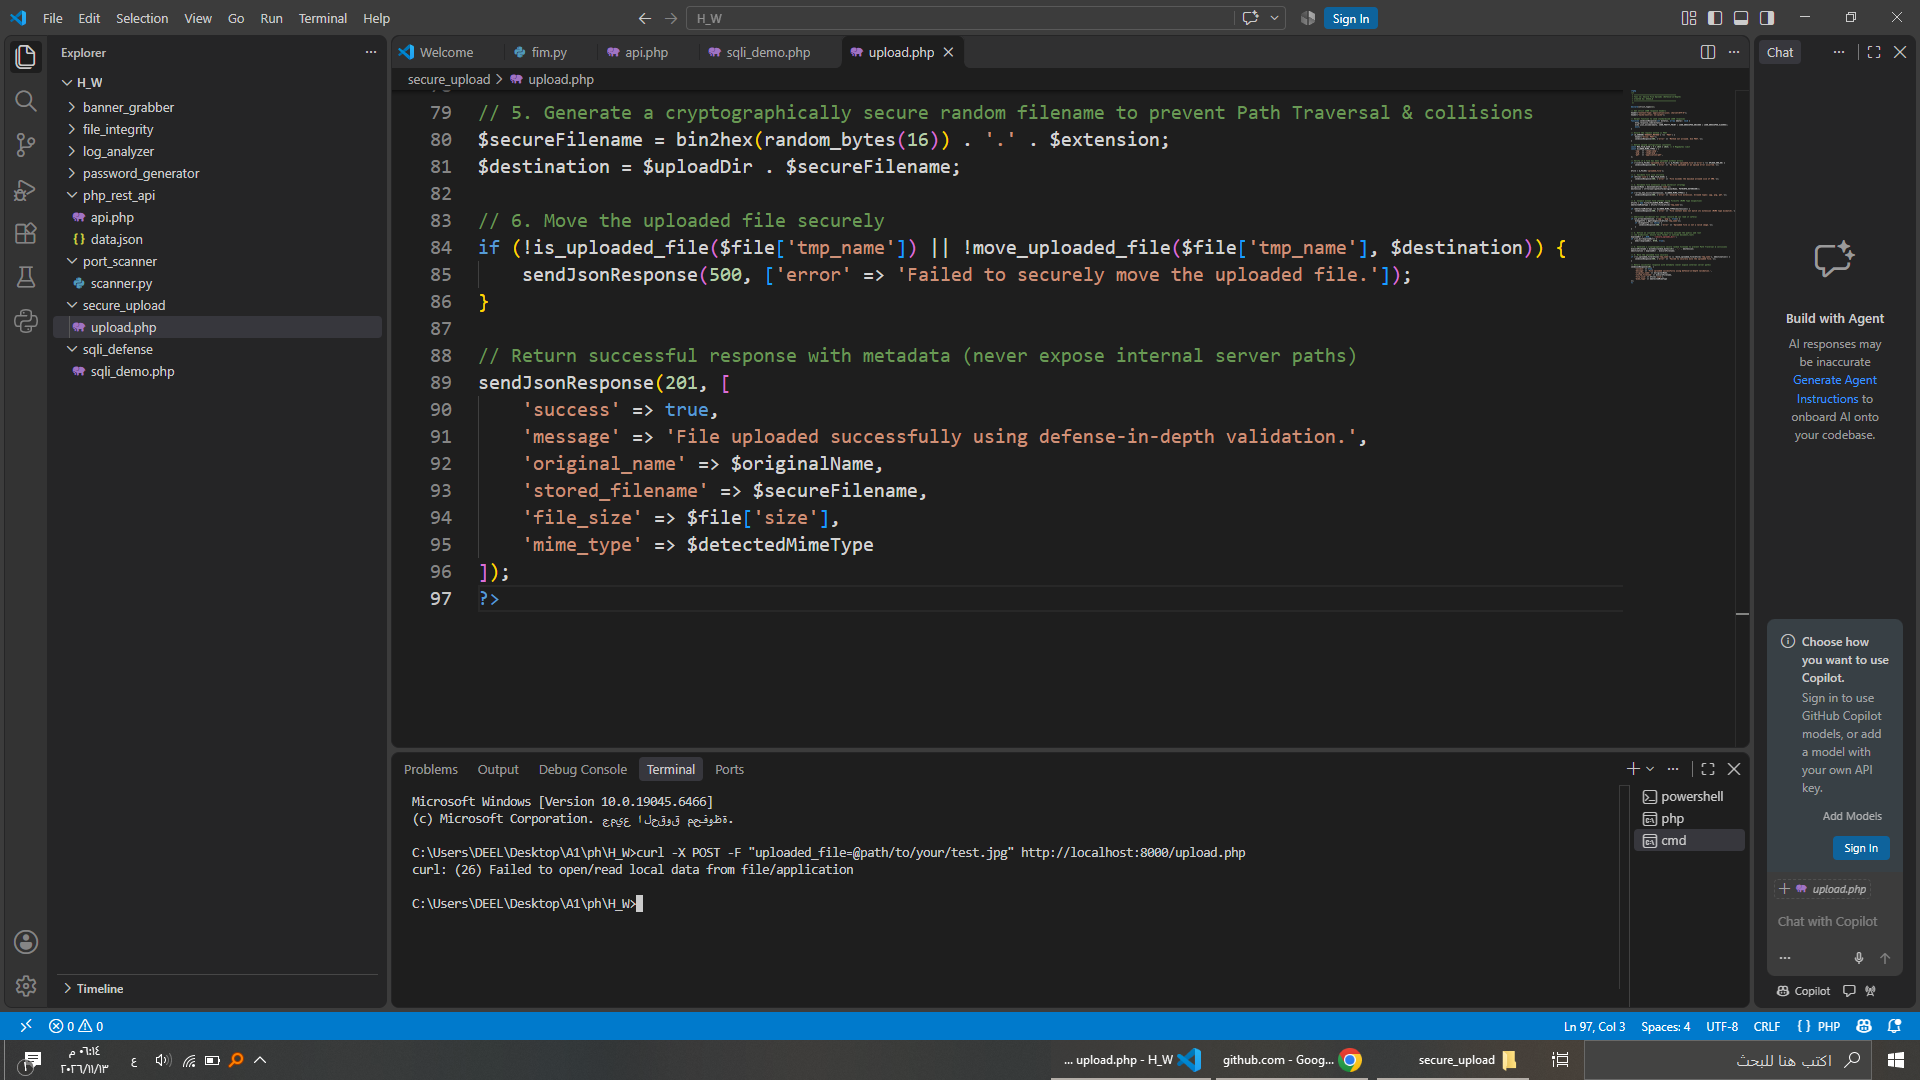 File Edit Selection View Go Run Terminal Help
H_W
Sign In
Explorer
H_W
banner_grabber
file_integrity
log_analyzer
password_generator
php_rest_api
api.php
data.json
port_scanner
scanner.py
secure_upload
upload.php
sqli_defense
sqli_demo.php
Timeline
Welcome fim.py api.php sqli_demo.php upload.php
secure_upload > upload.php
79 // 5. Generate a cryptographically secure random filename to prevent Path Traversal & collisions
80 $secureFilename = bin2hex(random_bytes(16)) . '.' . $extension;
81 $destination = $uploadDir . $secureFilename;
82
83 // 6. Move the uploaded file securely
84 if (!is_uploaded_file($file['tmp_name']) || !move_uploaded_file($file['tmp_name'], $destination)) {
85 sendJsonResponse(500, ['error' => 'Failed to securely move the uploaded file.']);
86 }
87
88 // Return successful response with metadata (never expose internal server paths)
89 sendJsonResponse(201, [
90 'success' => true,
91 'message' => 'File uploaded successfully using defense-in-depth validation.',
92 'original_name' => $originalName,
93 'stored_filename' => $secureFilename,
94 'file_size' => $file['size'],
95 'mime_type' => $detectedMimeType
96 ]);
97 ?>
Problems Output Debug Console Terminal Ports
Microsoft Windows [Version 10.0.19045.6466]
(c) Microsoft Corporation. جميع الحقوق محفوظة.
C:\Users\DEEL\Desktop\A1\ph\H_W>curl -X POST -F "uploaded_file=@path/to/your/test.jpg" http://localhost:8000/upload.php
curl: (26) Failed to open/read local data from file/application
C:\Users\DEEL\Desktop\A1\ph\H_W>
powershell
php
cmd
Chat
Build with Agent
AI responses may
be inaccurate
Generate Agent
Instructions to
onboard AI onto
your codebase.
Choose how
you want to use
Copilot.
Sign in to use
GitHub Copilot
models, or add
a model with
your own API
key.
Add Models
Sign In
upload.php
Chat with Copilot
Copilot
0 0
Ln 97, Col 3 Spaces: 4 UTF-8 CRLF PHP
٠٦:١٤ م
٢٠٢٦/١١/١٣
ع
... upload.php - H_W
github.com - Goog...
secure_upload
اكتب هنا للبحث